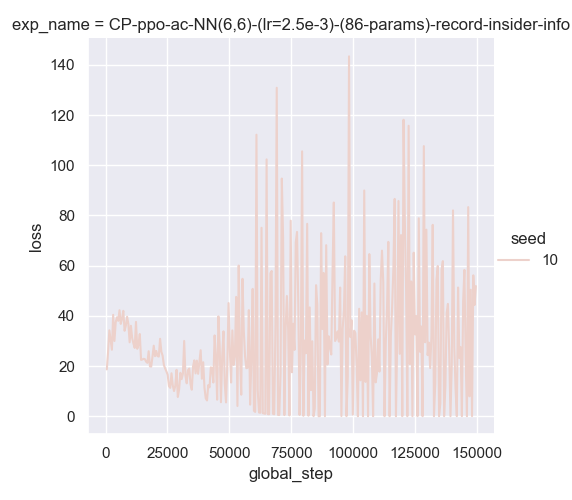 exp_name = CP-ppo-ac-NN(6,6)-(lr=2.5e-3)-(86-params)-record-insider-info
140
120
100
80
60
40
20
0
loss
0 25000 50000 75000 100000 125000 150000
global_step
seed
10